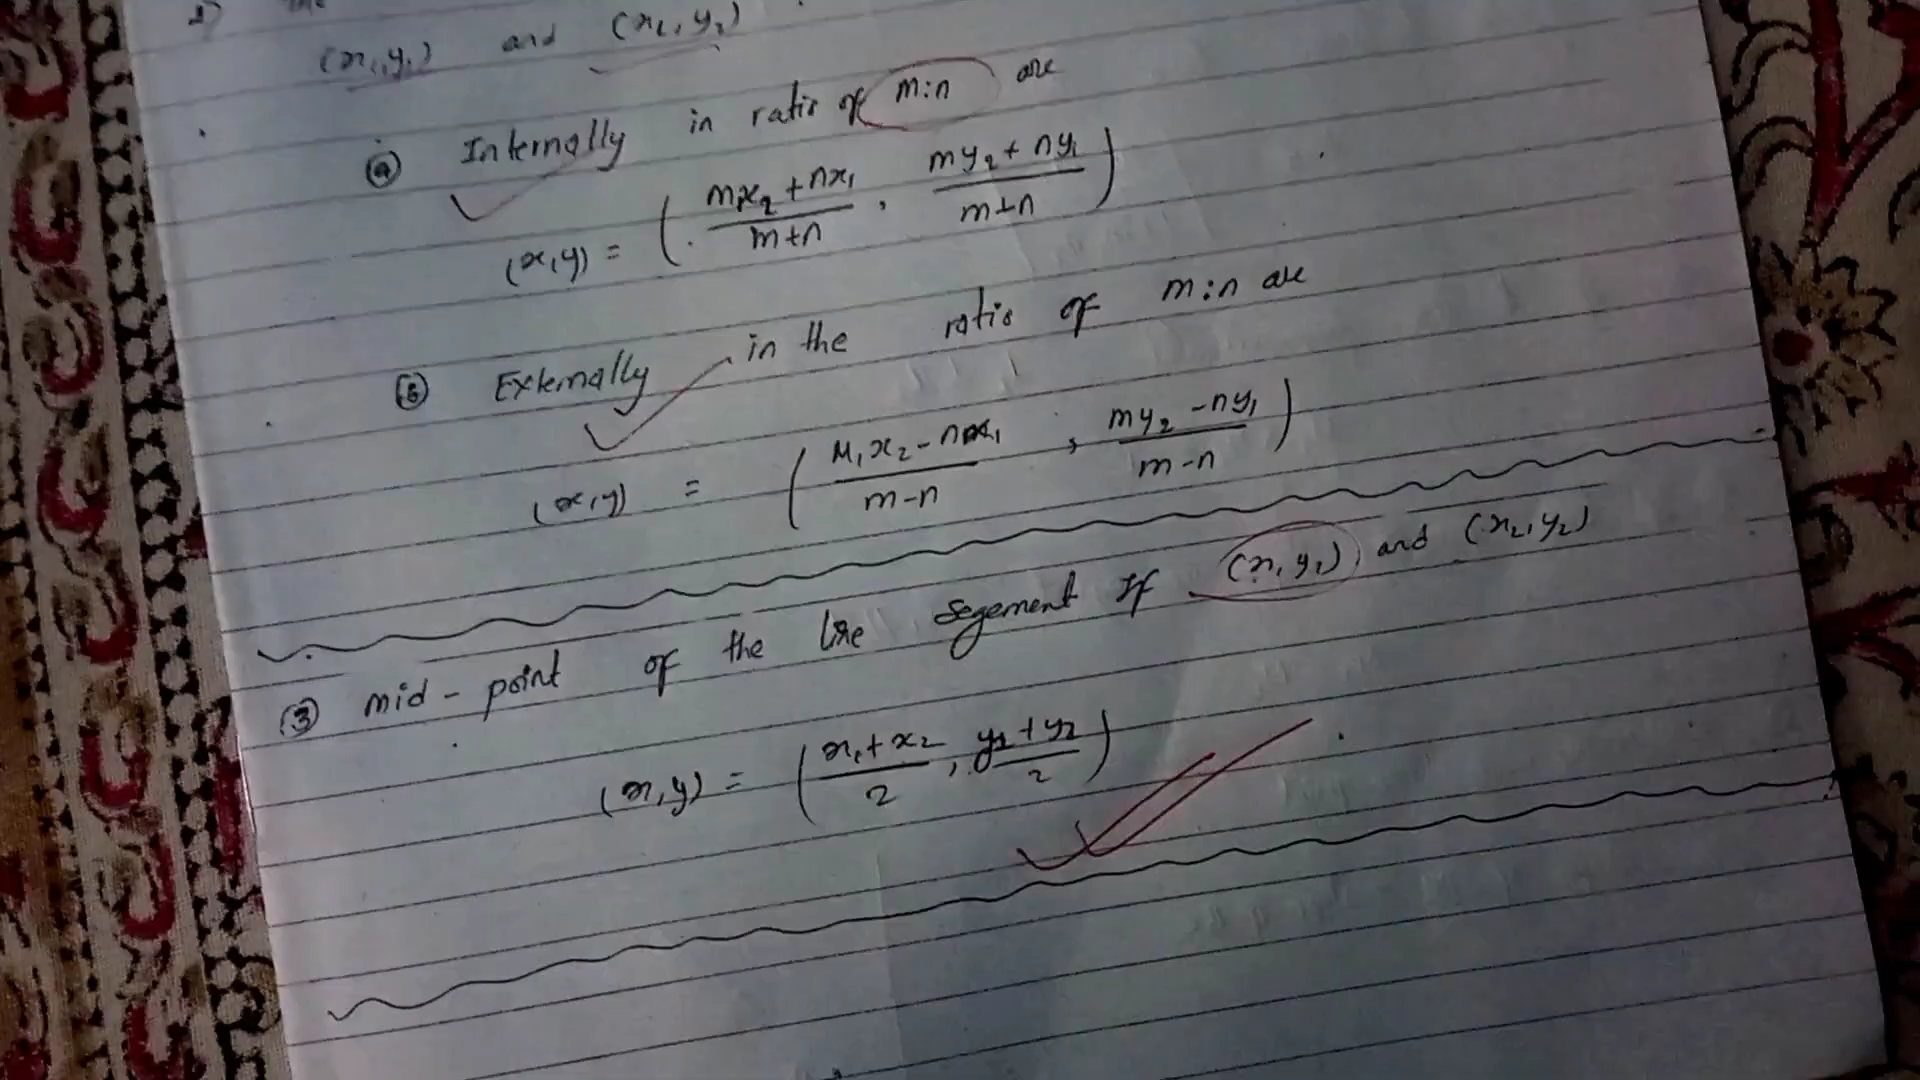 (x₁, y₁) and (x₂, y₂)
ⓐ Internally in ratio of m:n are
(x, y) = ( (mx₂ + nx₁)/(m+n) , (my₂ + ny₁)/(m+n) )
ⓑ Externally in the ratio of m:n are
(x, y) = ( (M₁x₂ - nx₁)/(m-n) , (my₂ - ny₁)/(m-n) )
③ mid-point of the line segement If (x₁ y₁) and (x₂, y₂)
(x, y) = ( (x₁ + x₂)/2 , (y₁ + y₂)/2 )